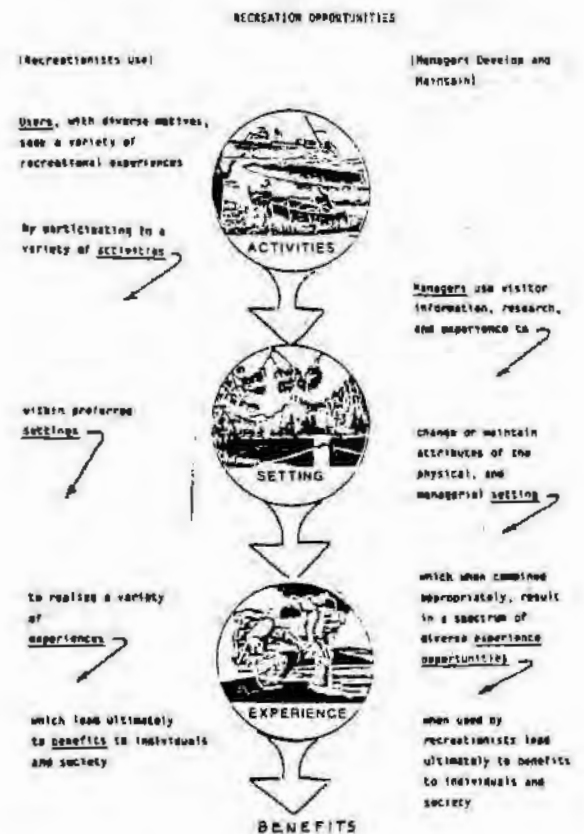 RECREATION OPPORTUNITIES
(Recreationists Use)
Users, with diverse motives,
seek a variety of
recreational experiences
by participating in a
variety of activities
within preferred
settings
to realize a variety
of
experiences
which lead ultimately
to benefits to individuals
and society
ACTIVITIES
SETTING
EXPERIENCE
BENEFITS
(Managers Develop and
Maintain)
Managers use visitor
information, research,
and experience to
change or maintain
attributes of the
physical, and
managerial setting
which when combined
appropriately, result
in a spectrum of
diverse experience
opportunities
when used by
recreationists lead
ultimately to benefits
to individuals and
society